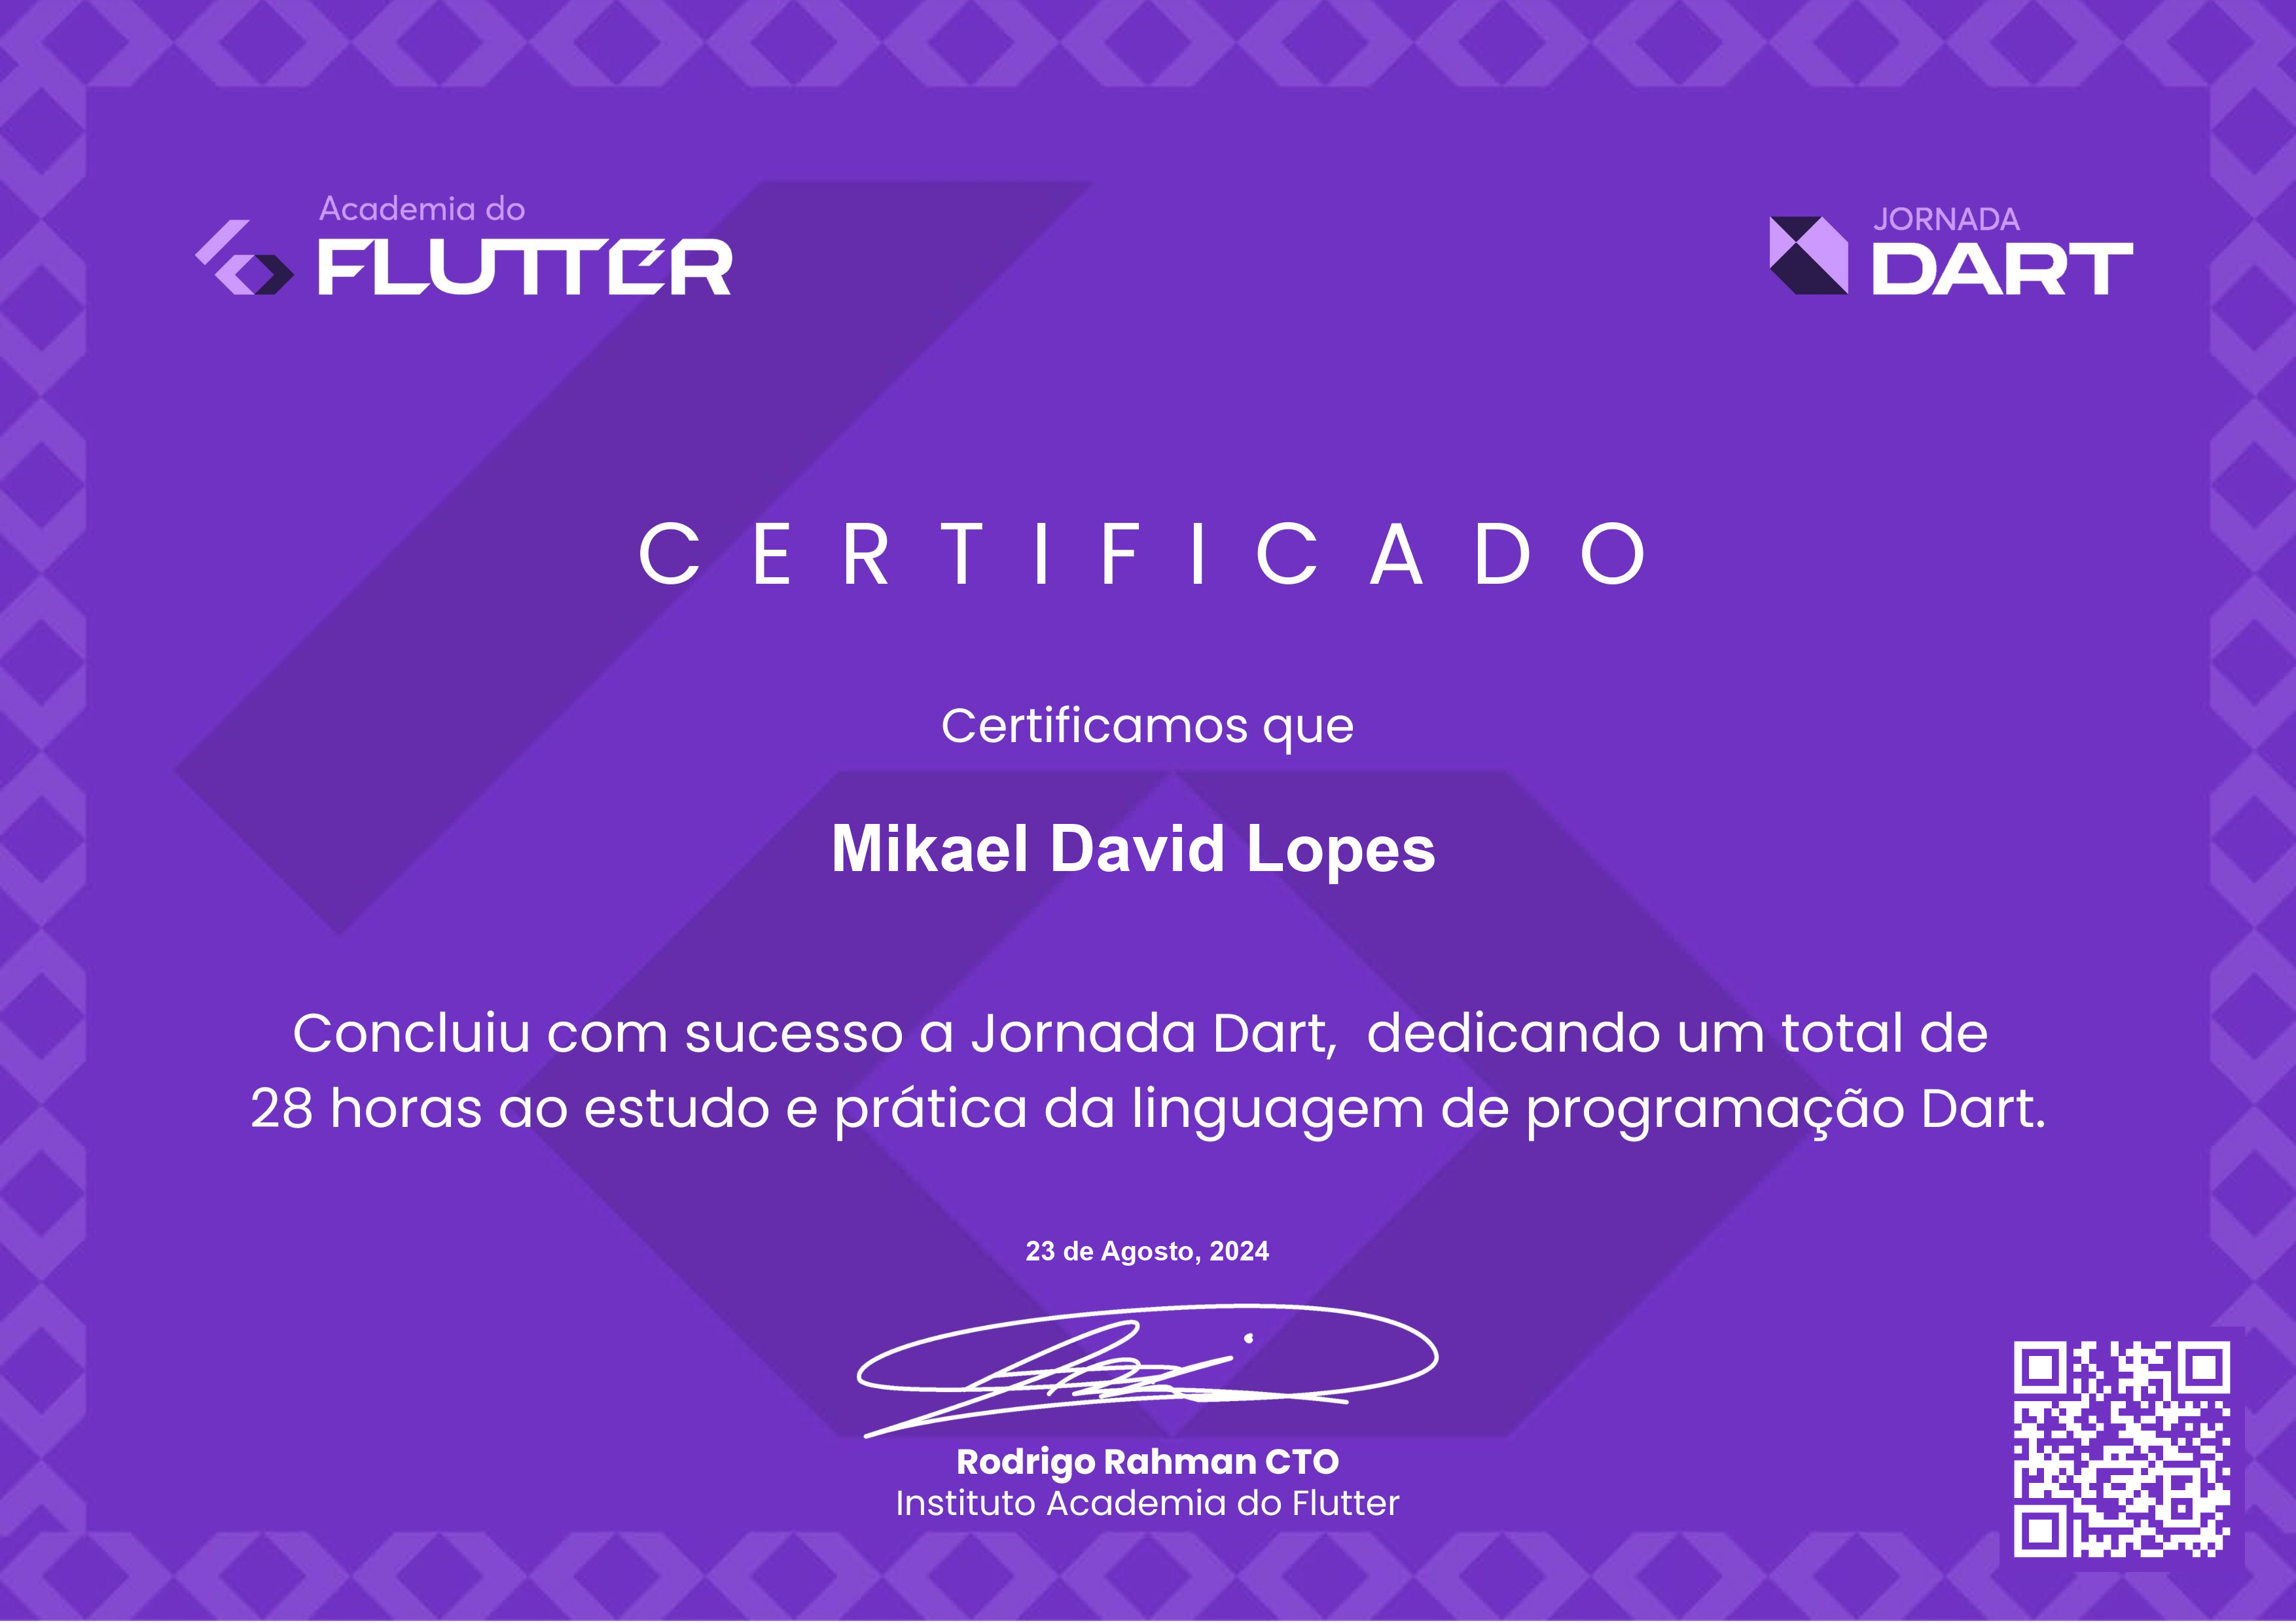 Academia do
FLUTTER
JORNADA
DART
CERTIFICADO
Certificamos que
Mikael David Lopes
Concluiu com sucesso a Jornada Dart, dedicando um total de
28 horas ao estudo e prática da linguagem de programação Dart.
23 de Agosto, 2024
Rodrigo Rahman CTO
Instituto Academia do Flutter